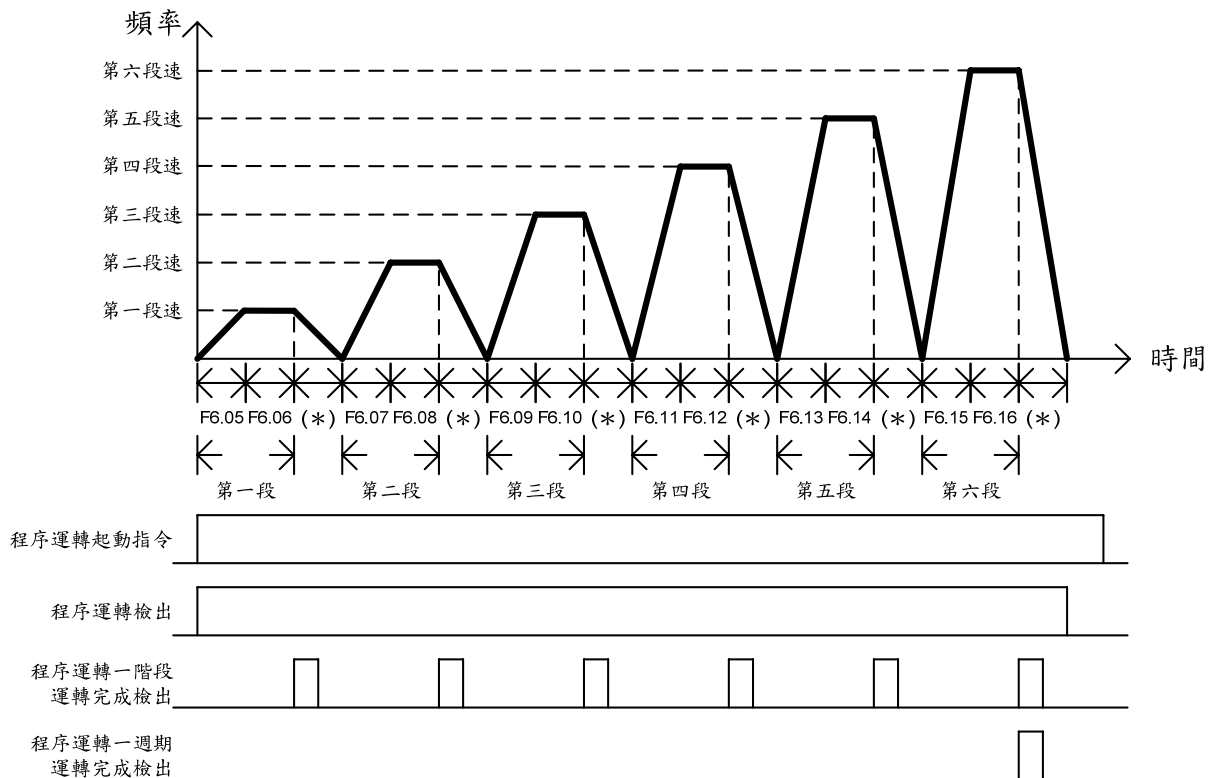 頻率
第六段速
第五段速
第四段速
第三段速
第二段速
第一段速
時間
F6.05 F6.06 (*) F6.07 F6.08 (*) F6.09 F6.10 (*) F6.11 F6.12 (*) F6.13 F6.14 (*) F6.15 F6.16 (*)
第一段 第二段 第三段 第四段 第五段 第六段
程序運轉起動指令
程序運轉檢出
程序運轉一階段
運轉完成檢出
程序運轉一週期
運轉完成檢出